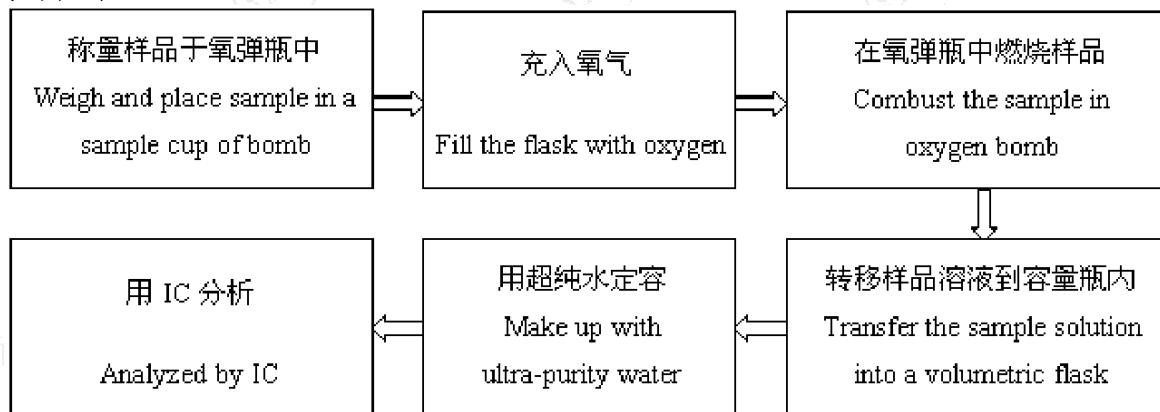 称量样品于氧弹瓶中
Weigh and place sample in a
sample cup of bomb
充入氧气
Fill the flask with oxygen
在氧弹瓶中燃烧样品
Combust the sample in
oxygen bomb
转移样品溶液到容量瓶内
Transfer the sample solution
into a volumetric flask
用超纯水定容
Make up with
ultra-purity water
用 IC 分析
Analyzed by IC